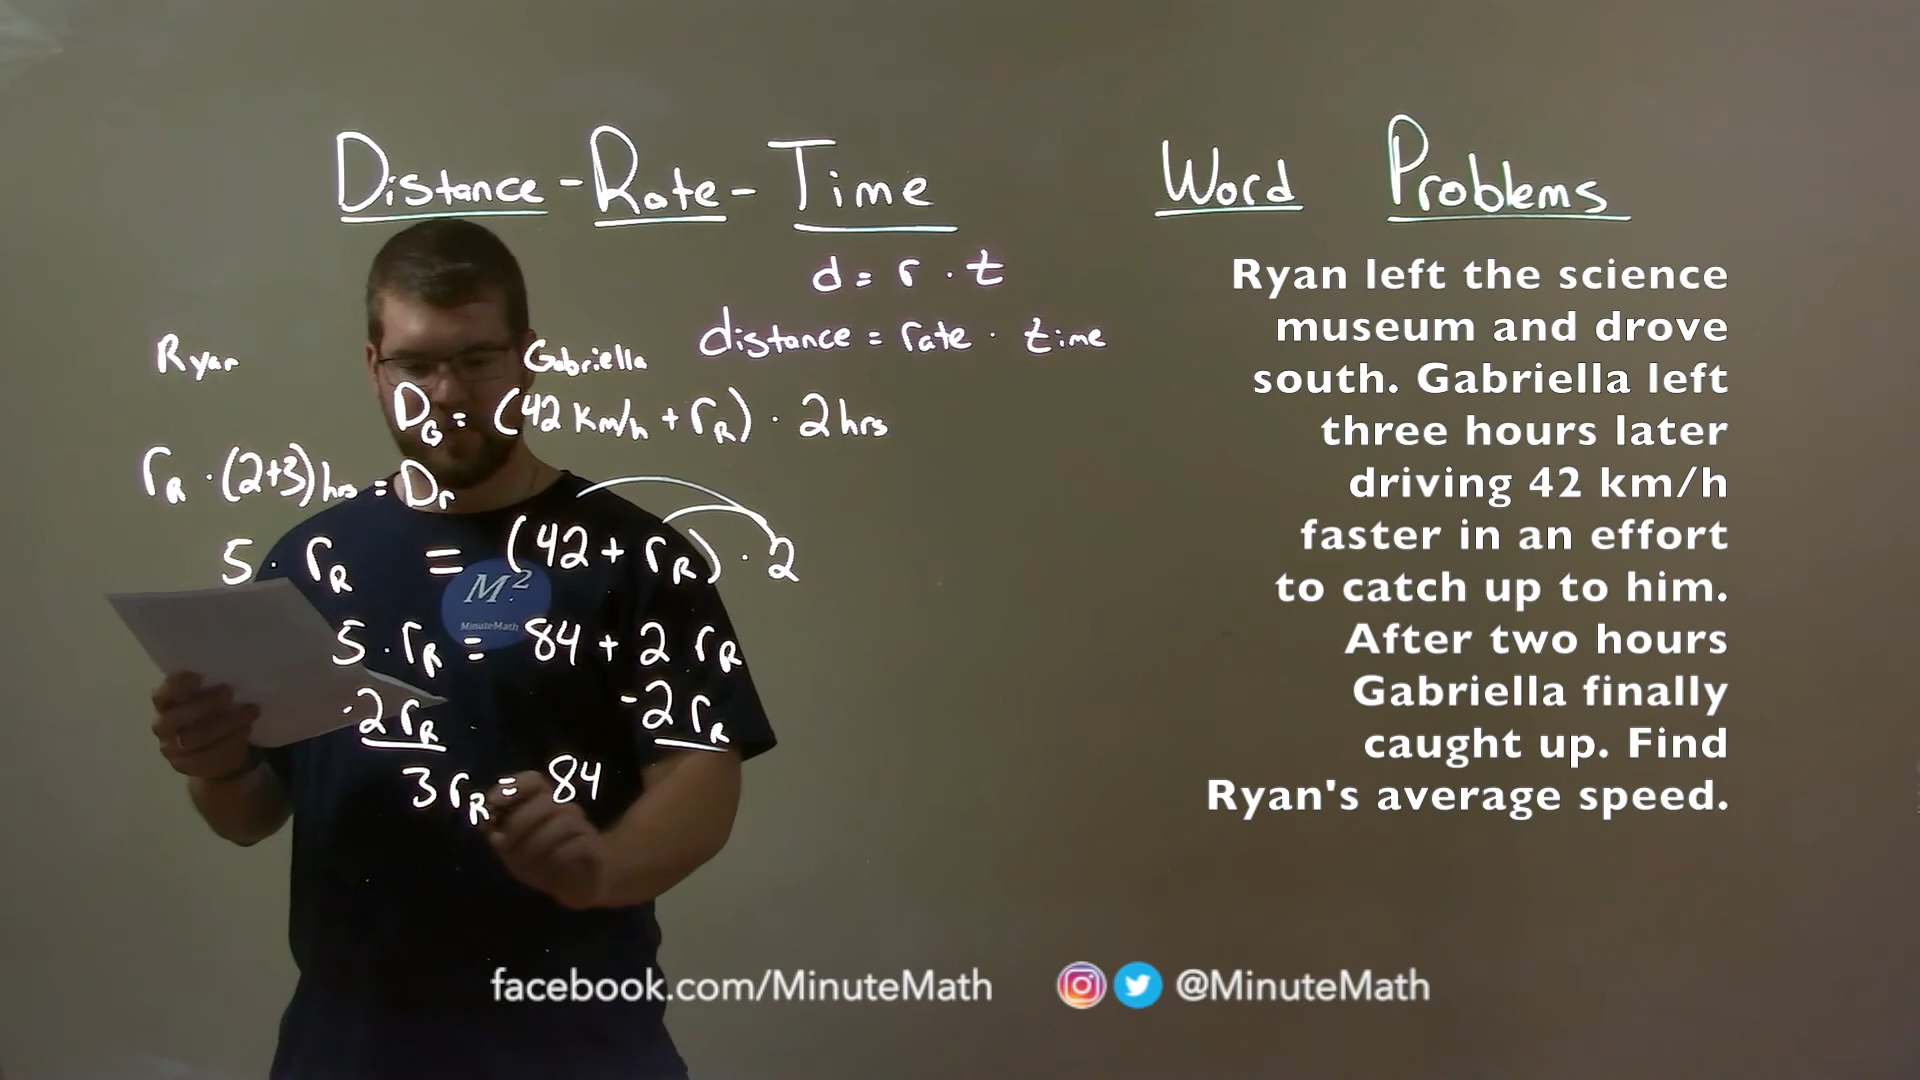 Distance - Rate - Time Word Problems
d = r · t
distance = rate · time
Ryan
Gabriella
D_G = (42 km/h + r_R) · 2 hrs
r_R · (2+3) hrs = D_r
5 · r_R = (42 + r_R) · 2
5 · r_R = 84 + 2 r_R
-2 r_R -2 r_R
3 r_R = 84
M²
MinuteMath
Ryan left the science
museum and drove
south. Gabriella left
three hours later
driving 42 km/h
faster in an effort
to catch up to him.
After two hours
Gabriella finally
caught up. Find
Ryan's average speed.
facebook.com/MinuteMath @MinuteMath